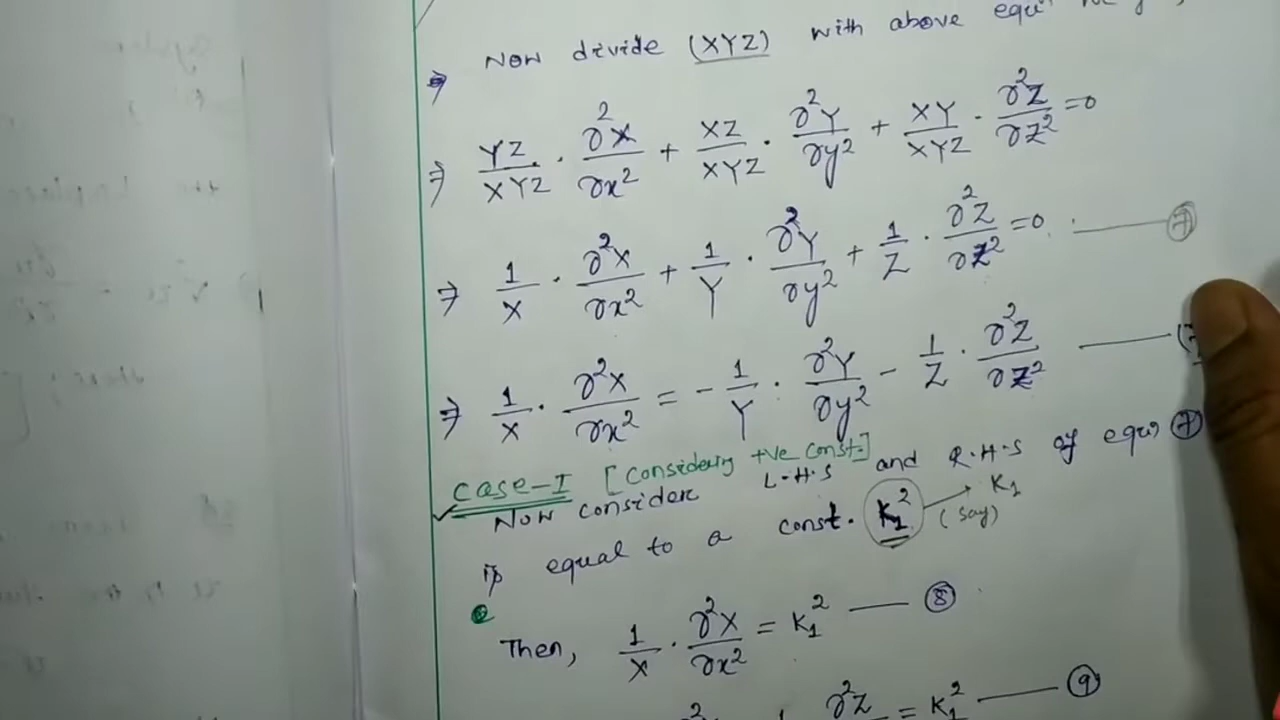 ⇒ Now divide (XYZ) with above equn
⇒ YZ/XYZ · ∂²X/∂x² + XZ/XYZ · ∂²Y/∂y² + XY/XYZ · ∂²Z/∂z² = 0
⇒ 1/X · ∂²X/∂x² + 1/Y · ∂²Y/∂y² + 1/Z · ∂²Z/∂z² = 0. —— (7)
⇒ 1/X · ∂²X/∂x² = - 1/Y · ∂²Y/∂y² - 1/Z · ∂²Z/∂z² ——
✓ Case-I [Considering +ve const.]
Now consider L.H.S and R.H.S of equn (7)
is equal to a const. K₁² → K₁ (say)
Then, 1/X · ∂²X/∂x² = K₁² —— (8)
∂²Z = K₁² —— (9)